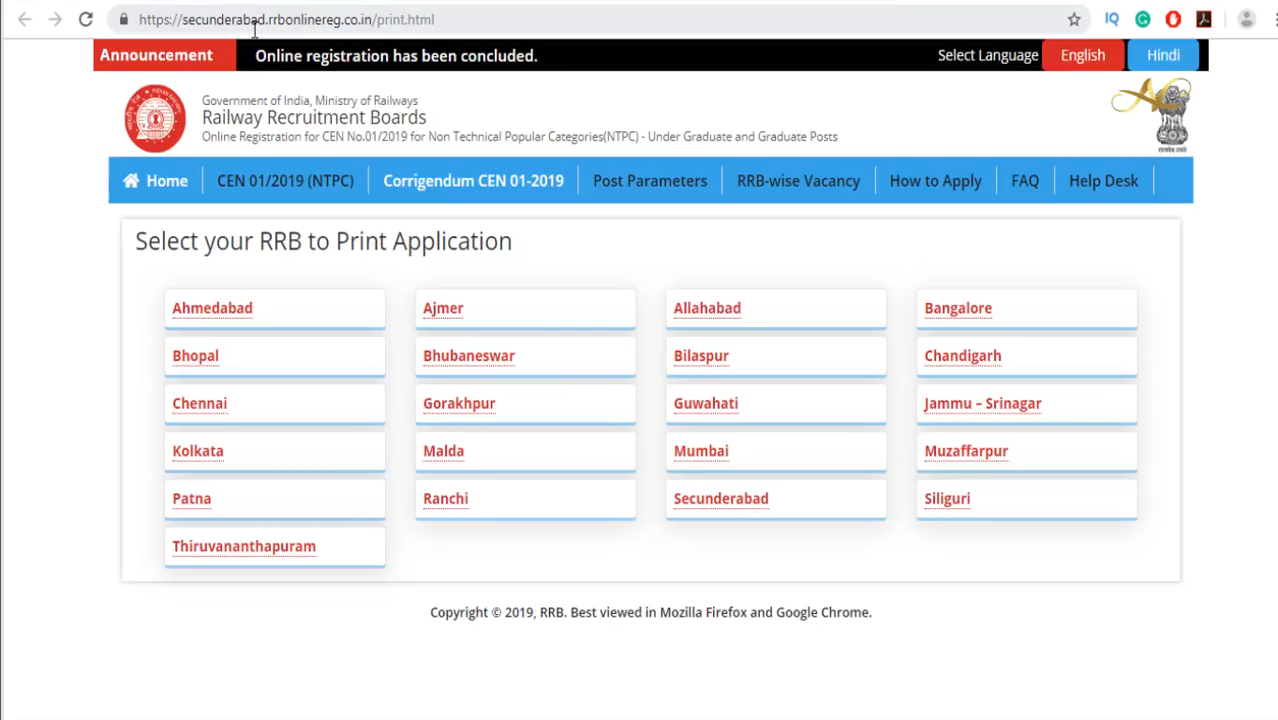 https://secunderabad.rrbonlinereg.co.in/print.html
Announcement Online registration has been concluded. Select Language English Hindi
Government of India, Ministry of Railways
Railway Recruitment Boards
Online Registration for CEN No.01/2019 for Non Technical Popular Categories(NTPC) - Under Graduate and Graduate Posts
Home CEN 01/2019 (NTPC) Corrigendum CEN 01-2019 Post Parameters RRB-wise Vacancy How to Apply FAQ Help Desk
Select your RRB to Print Application
Ahmedabad Ajmer Allahabad Bangalore
Bhopal Bhubaneswar Bilaspur Chandigarh
Chennai Gorakhpur Guwahati Jammu – Srinagar
Kolkata Malda Mumbai Muzaffarpur
Patna Ranchi Secunderabad Siliguri
Thiruvananthapuram
Copyright © 2019, RRB. Best viewed in Mozilla Firefox and Google Chrome.